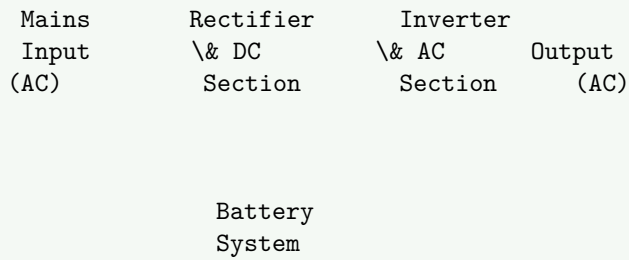 Mains Rectifier Inverter
Input \& DC \& AC Output
(AC) Section Section (AC)
Battery
System